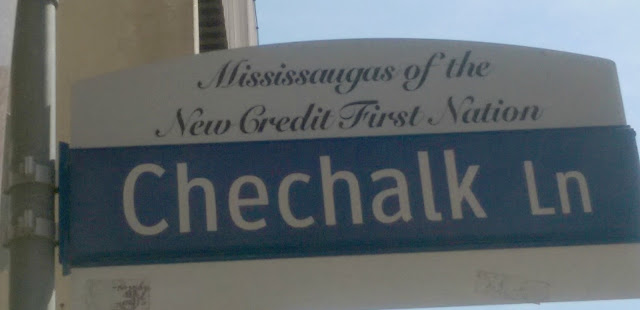 Mississaugas of the
New Credit First Nation
Chechalk Ln